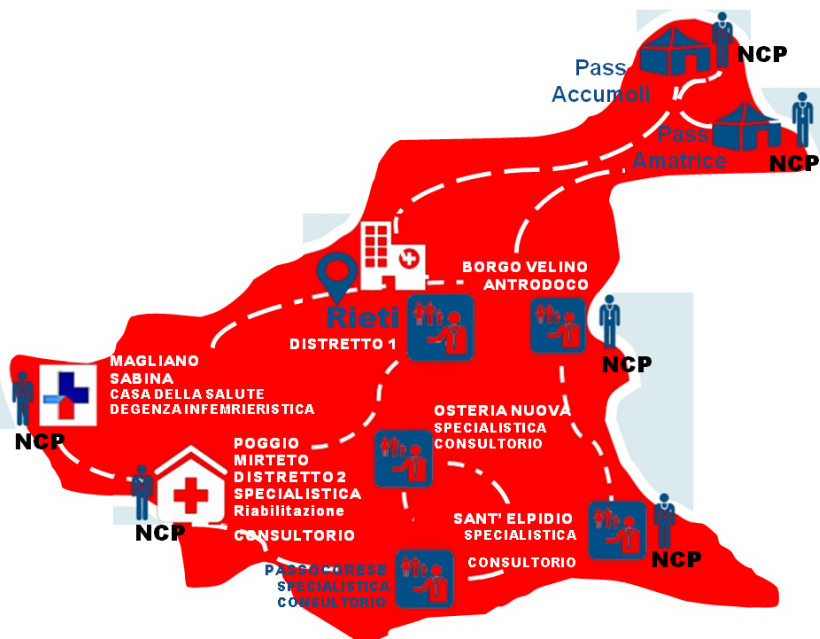 NCP
Pass
Accumoli
Pass
Amatrice
NCP
BORGO VELINO
ANTRODOCO
Rieti
DISTRETTO 1
NCP
MAGLIANO
SABINA
CASA DELLA SALUTE
DEGENZA INFEMRIERISTICA
NCP
OSTERIA NUOVA
SPECIALISTICA
CONSULTORIO
POGGIO
MIRTETO
DISTRETTO 2
SPECIALISTICA
Riabilitazione
CONSULTORIO
NCP
SANT' ELPIDIO
SPECIALISTICA
CONSULTORIO
NCP
PASSOCORESE
SPECIALISTICA
CONSULTORIO